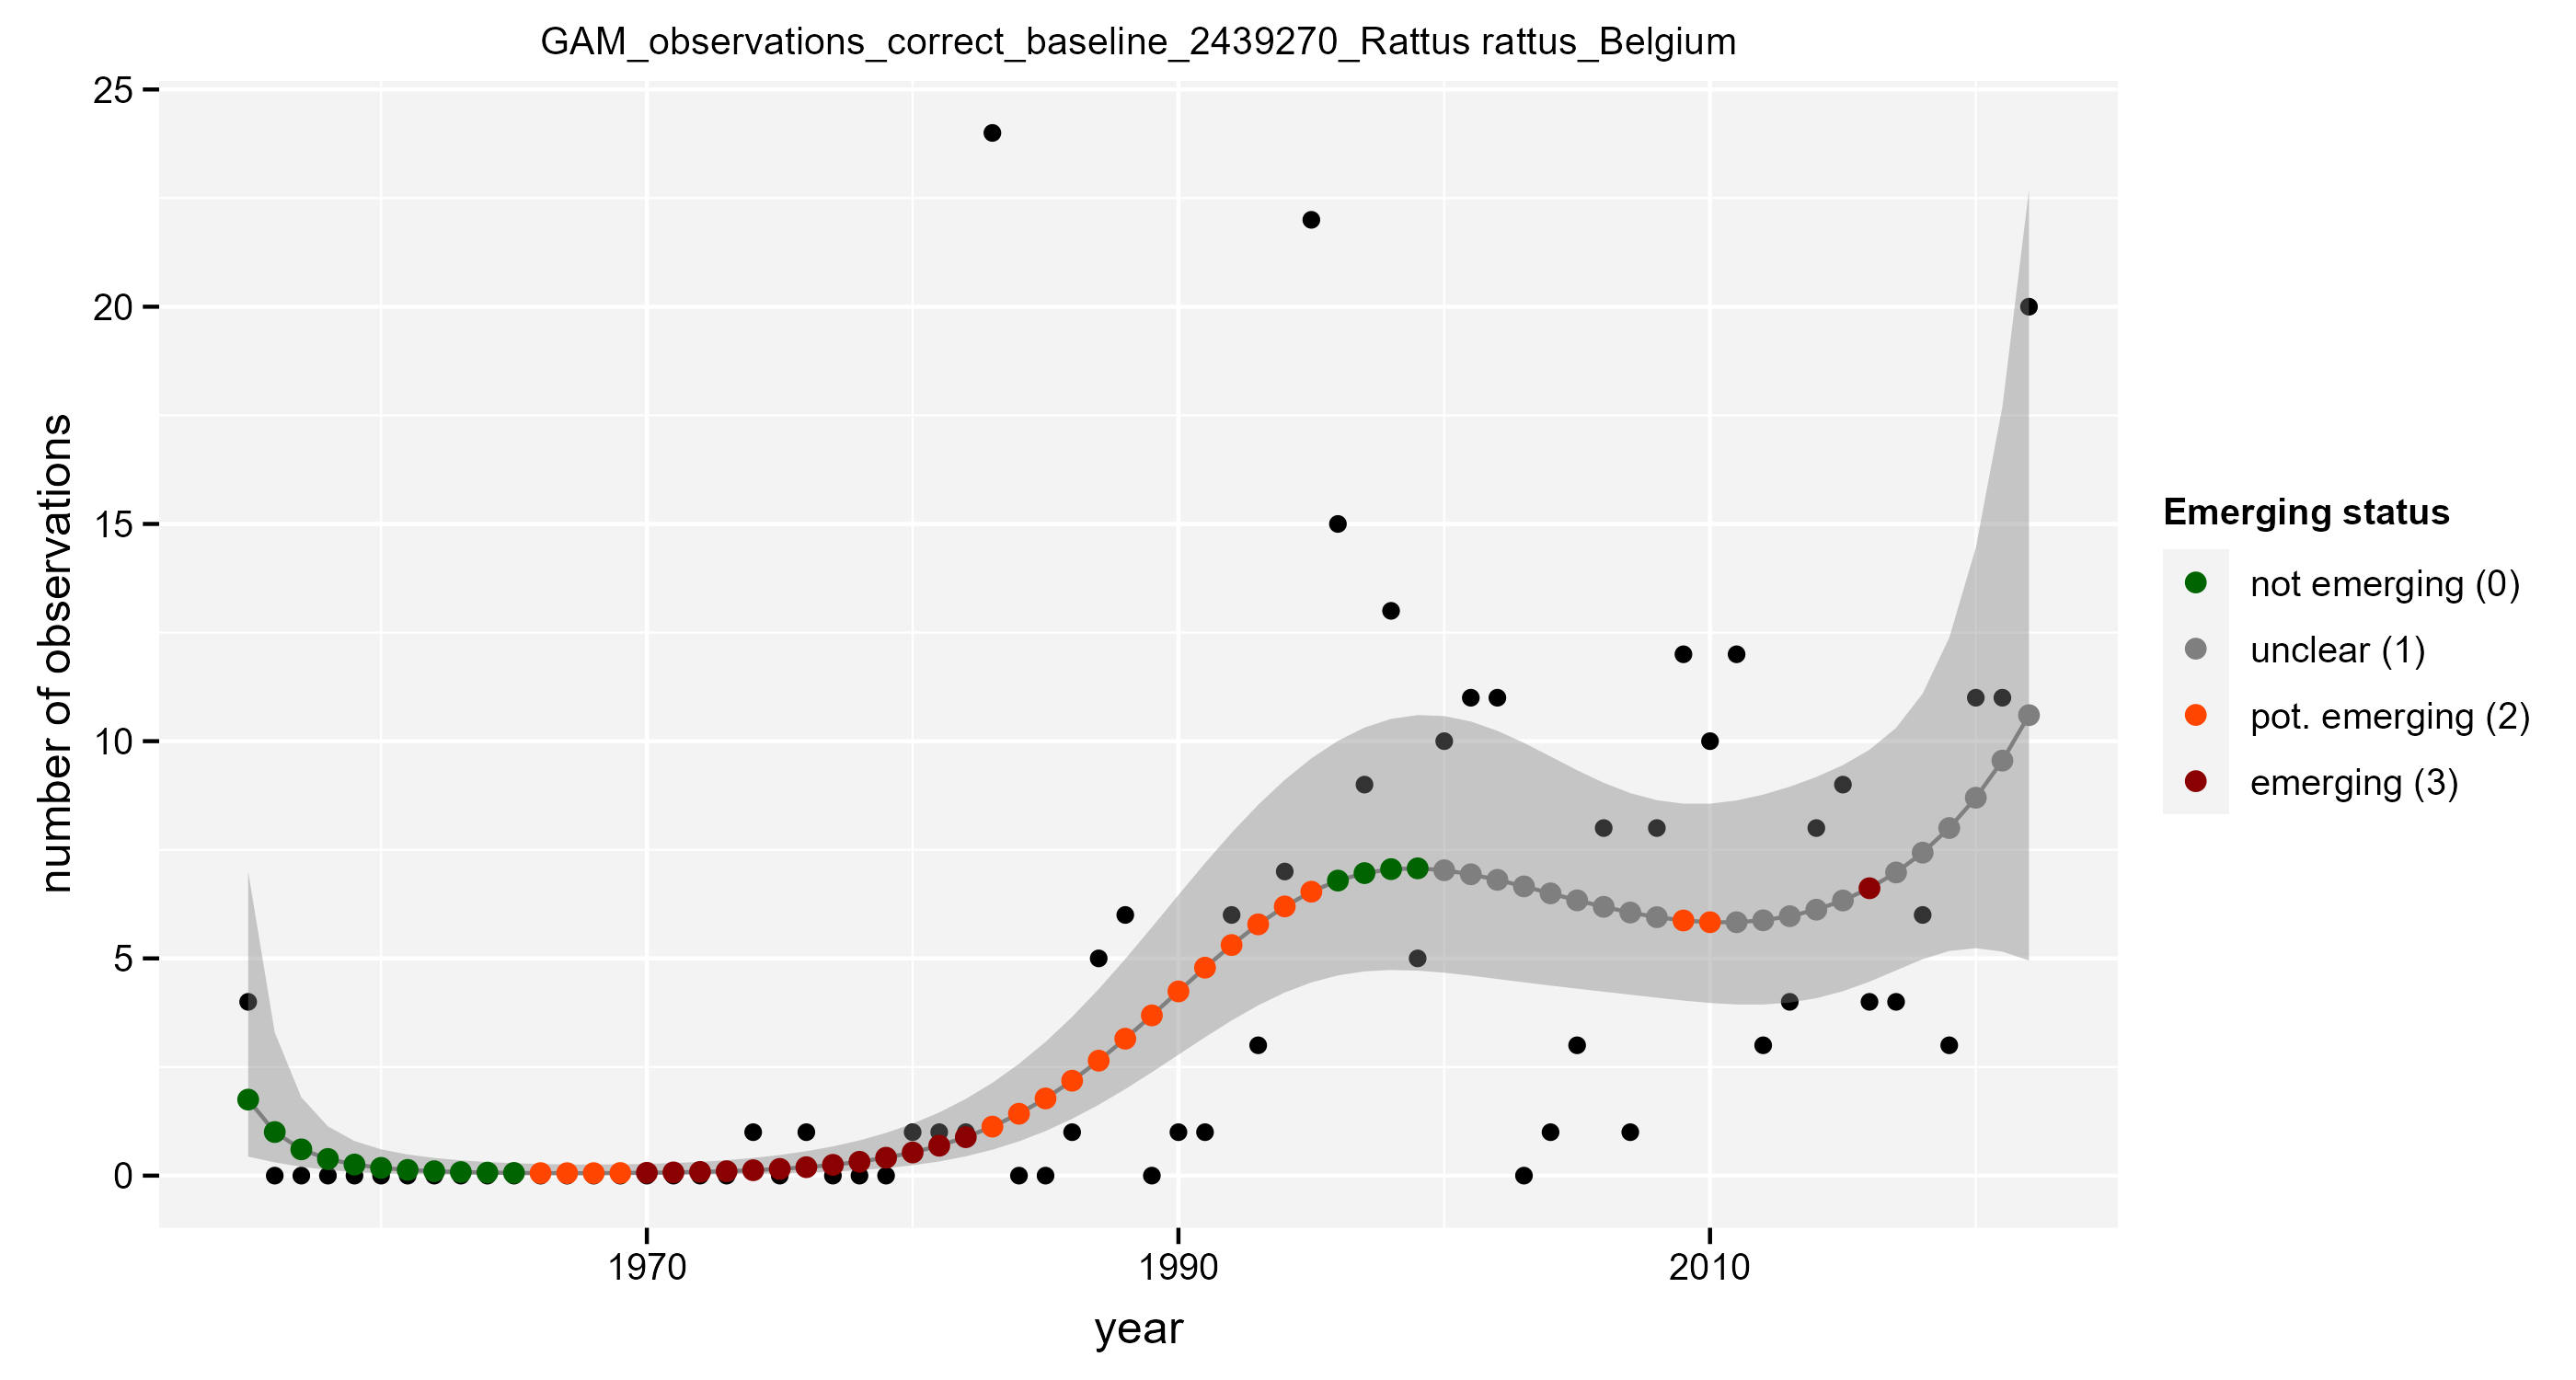 GAM_observations_correct_baseline_2439270_Rattus rattus_Belgium
25
20
15
10
5
0
number of observations
1970 1990 2010
year
Emerging status
not emerging (0)
unclear (1)
pot. emerging (2)
emerging (3)